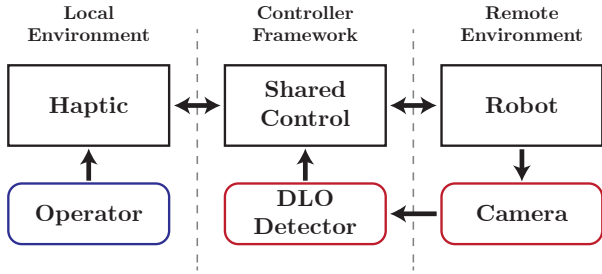 Local
Environment
Controller
Framework
Remote
Environment
Haptic
Shared
Control
Robot
Operator
DLO
Detector
Camera